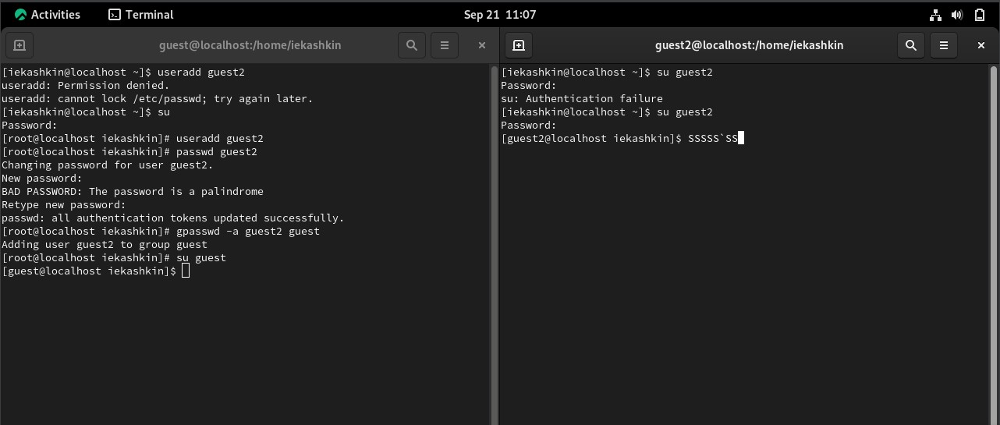 Activities
Terminal
Sep 21 11:07
guest@localhost:/home/iekashkin
[iekashkin@localhost ~]$ useradd guest2
useradd: Permission denied.
useradd: cannot lock /etc/passwd; try again later.
[iekashkin@localhost ~]$ su
Password:
[root@localhost iekashkin]# useradd guest2
[root@localhost iekashkin]# passwd guest2
Changing password for user guest2.
New password:
BAD PASSWORD: The password is a palindrome
Retype new password:
passwd: all authentication tokens updated successfully.
[root@localhost iekashkin]# gpasswd -a guest2 guest
Adding user guest2 to group guest
[root@localhost iekashkin]# su guest
[guest@localhost iekashkin]$
guest2@localhost:/home/iekashkin
[iekashkin@localhost ~]$ su guest2
Password:
su: Authentication failure
[iekashkin@localhost ~]$ su guest2
Password:
[guest2@localhost iekashkin]$ SSSSS`SS